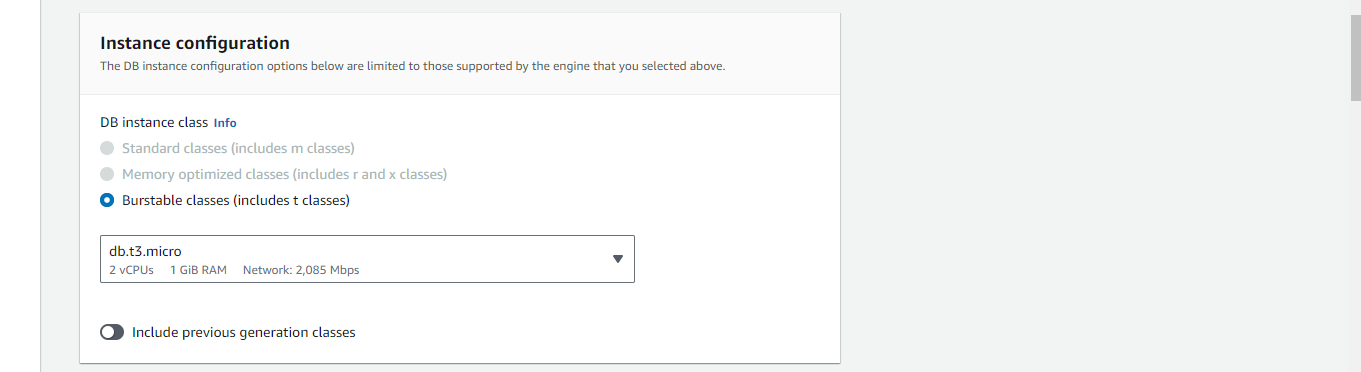 Instance configuration
The DB instance configuration options below are limited to those supported by the engine that you selected above.
DB instance class Info
Standard classes (includes m classes)
Memory optimized classes (includes r and x classes)
Burstable classes (includes t classes)
db.t3.micro
2 vCPUs 1 GiB RAM Network: 2,085 Mbps
Include previous generation classes